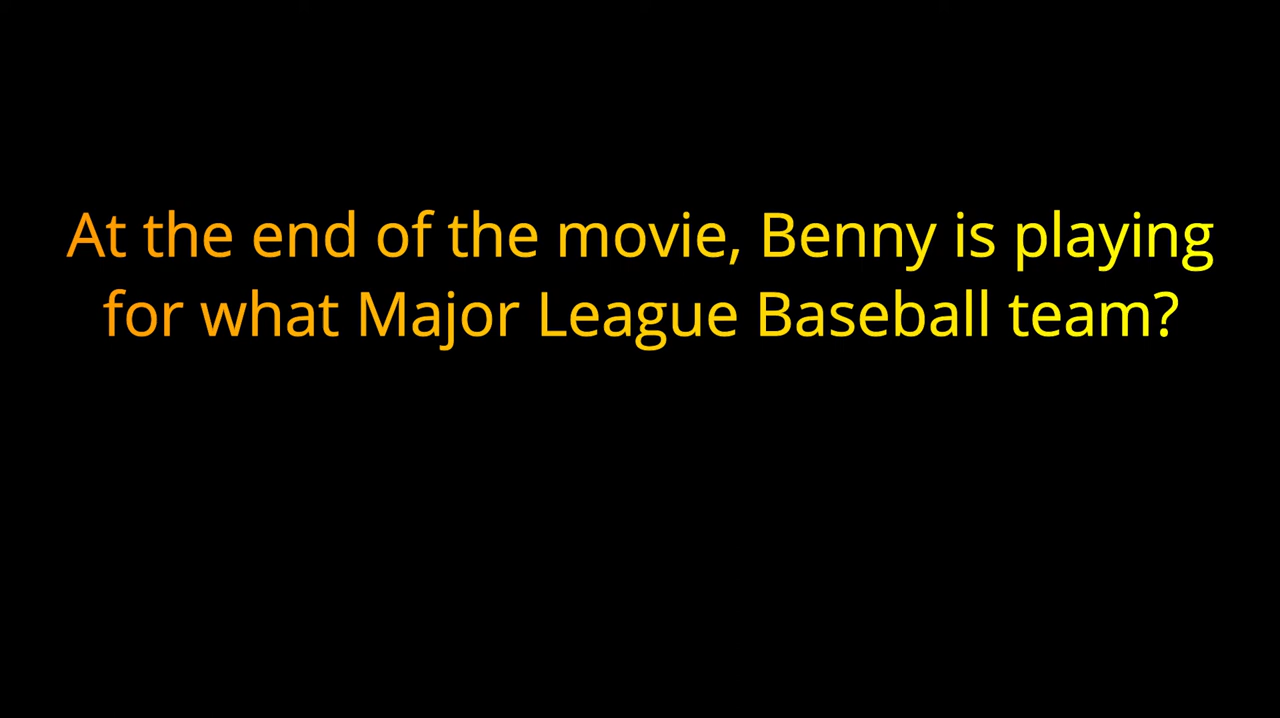 At the end of the movie, Benny is playing
for what Major League Baseball team?